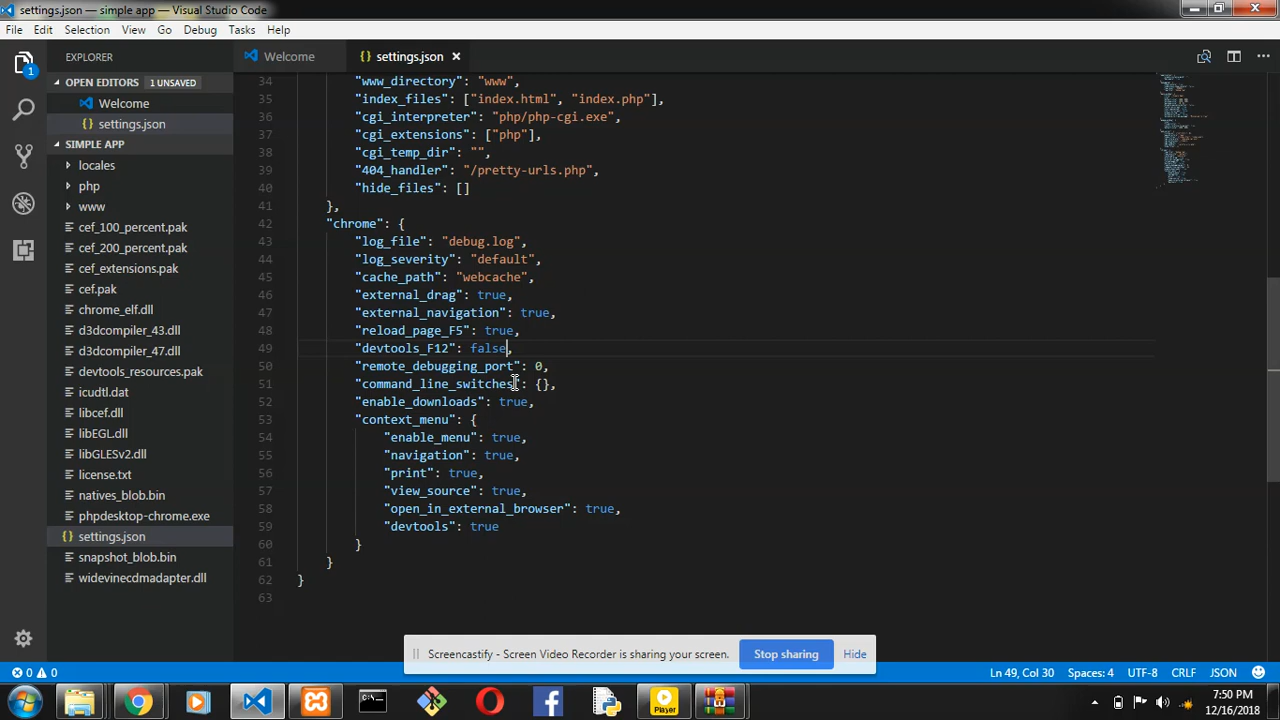 settings.json — simple app — Visual Studio Code
File Edit Selection View Go Debug Tasks Help
EXPLORER
Welcome
settings.json
OPEN EDITORS 1 UNSAVED
Welcome
{} settings.json
SIMPLE APP
locales
php
www
cef_100_percent.pak
cef_200_percent.pak
cef_extensions.pak
cef.pak
chrome_elf.dll
d3dcompiler_43.dll
d3dcompiler_47.dll
devtools_resources.pak
icudtl.dat
libcef.dll
libEGL.dll
libGLESv2.dll
license.txt
natives_blob.bin
phpdesktop-chrome.exe
{} settings.json
snapshot_blob.bin
widevinecdmadapter.dll
34 "www_directory": "www",
35 "index_files": ["index.html", "index.php"],
36 "cgi_interpreter": "php/php-cgi.exe",
37 "cgi_extensions": ["php"],
38 "cgi_temp_dir": "",
39 "404_handler": "/pretty-urls.php",
40 "hide_files": []
41 },
42 "chrome": {
43 "log_file": "debug.log",
44 "log_severity": "default",
45 "cache_path": "webcache",
46 "external_drag": true,
47 "external_navigation": true,
48 "reload_page_F5": true,
49 "devtools_F12": false,
50 "remote_debugging_port": 0,
51 "command_line_switches": {},
52 "enable_downloads": true,
53 "context_menu": {
54 "enable_menu": true,
55 "navigation": true,
56 "print": true,
57 "view_source": true,
58 "open_in_external_browser": true,
59 "devtools": true
60 }
61 }
62 }
63
Screencastify - Screen Video Recorder is sharing your screen. Stop sharing Hide
0 0 Ln 49, Col 30 Spaces: 4 UTF-8 CRLF JSON
7:50 PM
12/16/2018